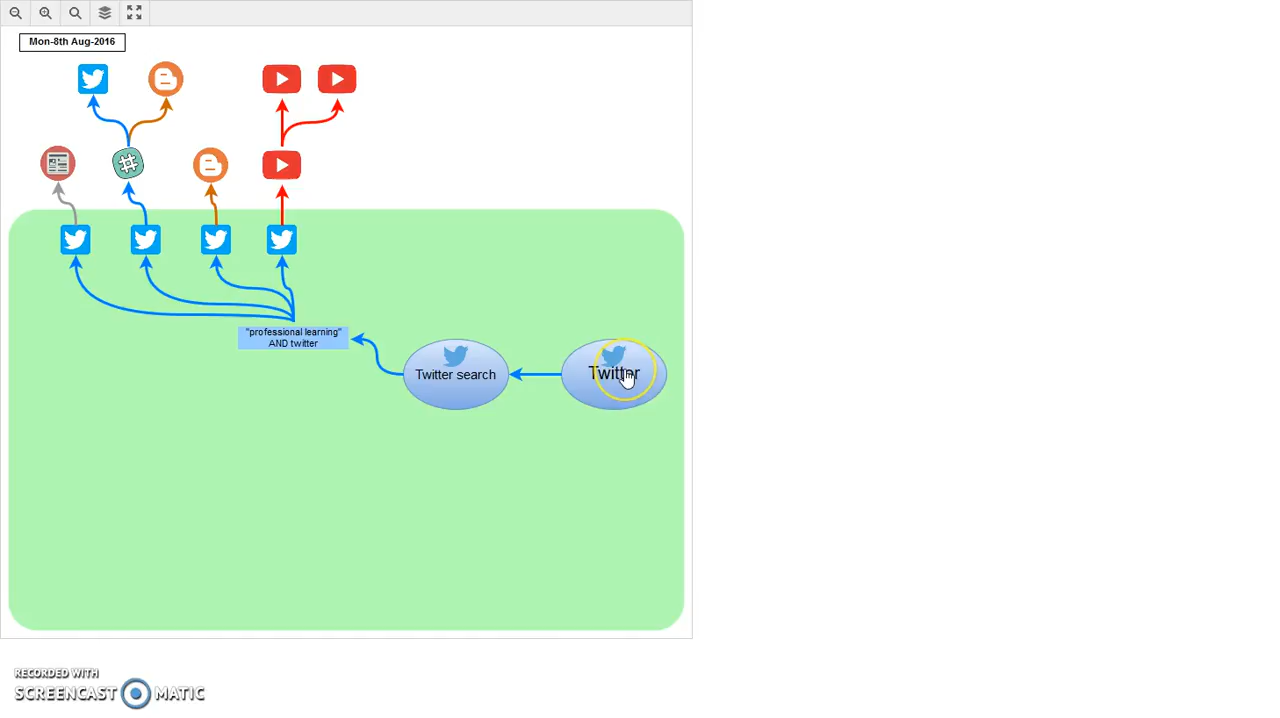 Mon-8th Aug-2016
"professional learning"
AND twitter
Twitter search
Twitter
RECORDED WITH
SCREENCAST MATIC